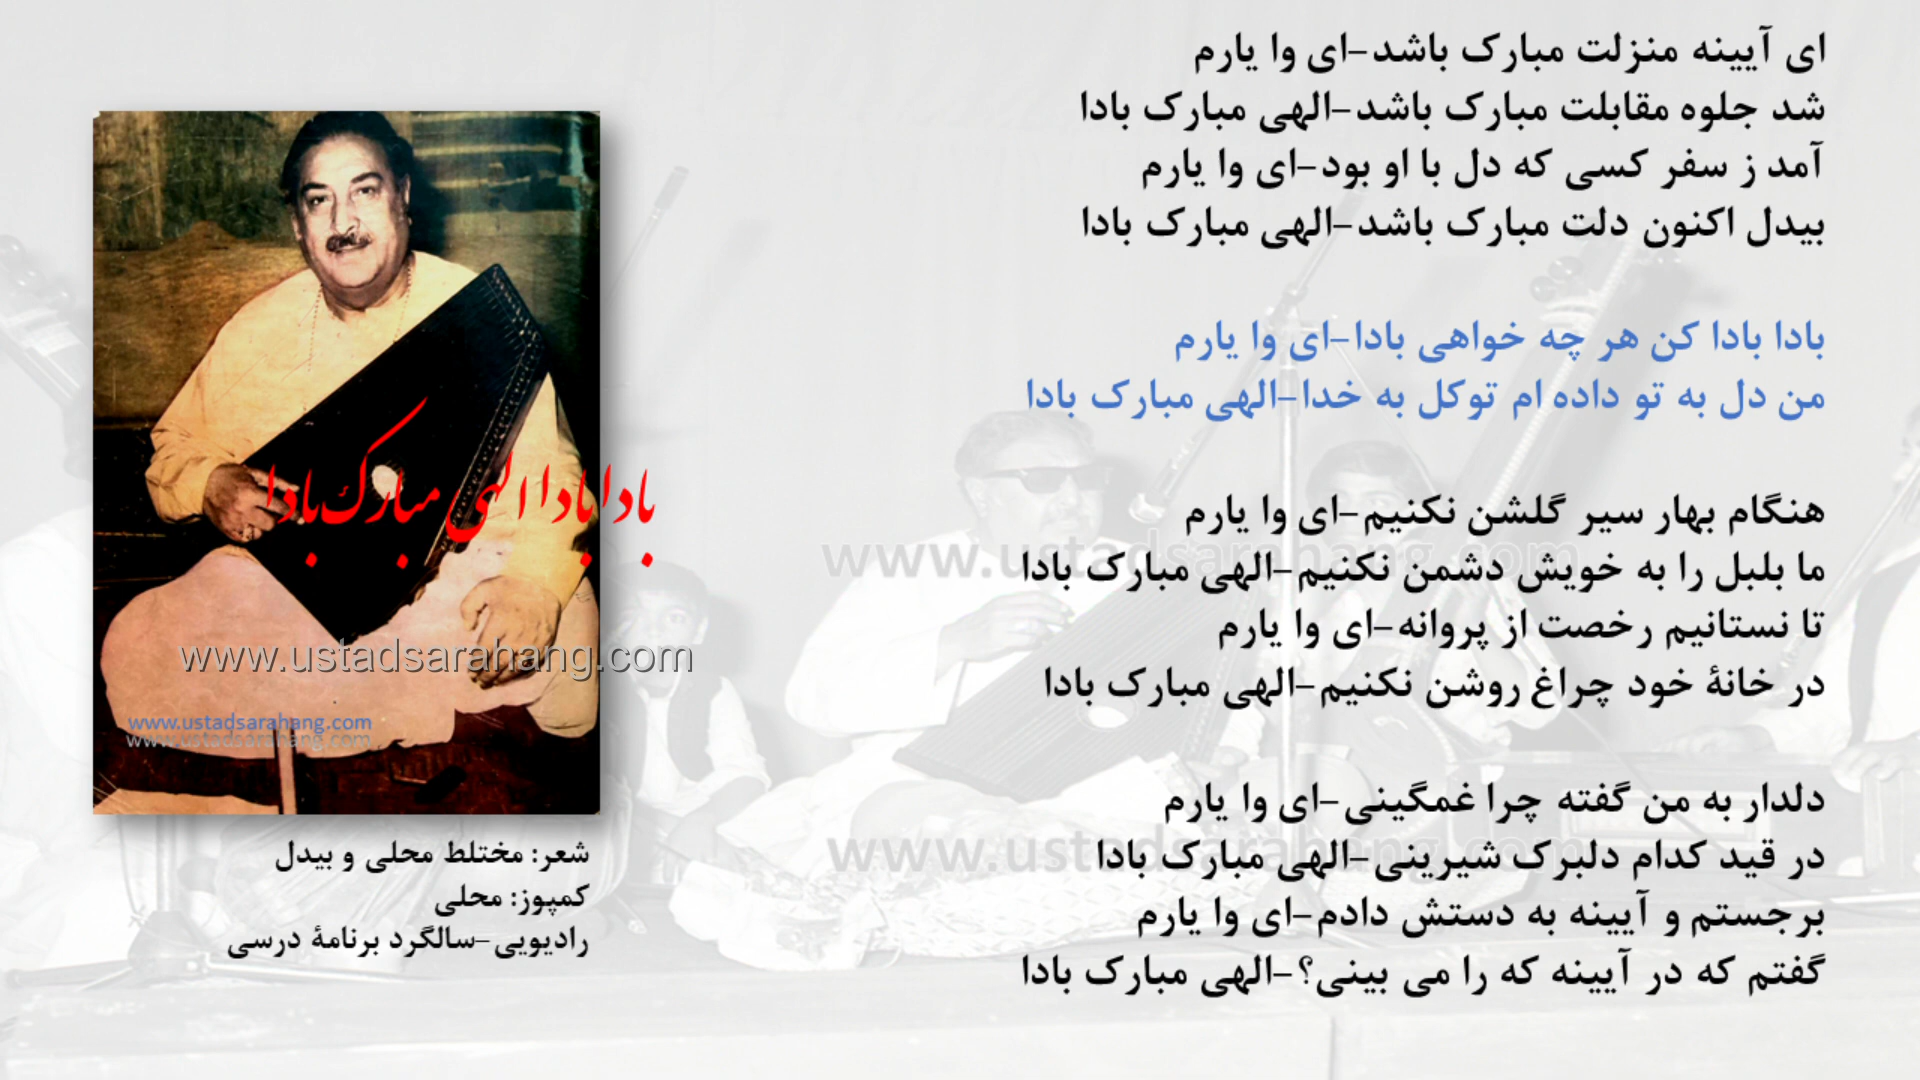 ای آیینه منزلت مبارک باشد-ای وا یارم
شد جلوه مقابلت مبارک باشد-الهی مبارک بادا
آمد ز سفر کسی که دل با او بود-ای وا یارم
بیدل اکنون دلت مبارک باشد-الهی مبارک بادا
بادا بادا کن هر چه خواهی بادا-ای وا یارم
من دل به تو داده ام توکل به خدا-الهی مبارک بادا
هنگام بهار سیر گلشن نکنیم-ای وا یارم
ما بلبل را به خویش دشمن نکنیم-الهی مبارک بادا
تا نستانیم رخصت از پروانه-ای وا یارم
در خانهٔ خود چراغ روشن نکنیم-الهی مبارک بادا
دلدار به من گفته چرا غمگینی-ای وا یارم
در قید کدام دلبرک شیرینی-الهی مبارک بادا
برجستم و آیینه به دستش دادم-ای وا یارم
گفتم که در آیینه که را می بینی؟-الهی مبارک بادا
بادا بادا الهی مبارک بادا
www.ustadsarahang.com
www.ustadsarahang.com
www.ustadsarahang.com
شعر: مختلط محلی و بیدل
کمپوز: محلی
رادیویی-سالگرد برنامهٔ درسی
www.ustadsarahang.com
www.ustadsarahang.com